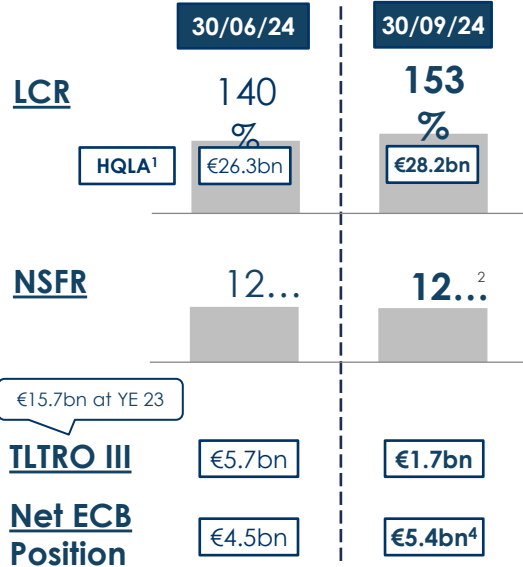 30/06/24 30/09/24
LCR 140 % 153 %
HQLA¹ €26.3bn €28.2bn
NSFR 12... 12...²
€15.7bn at YE 23
TLTRO III €5.7bn €1.7bn
Net ECB
Position €4.5bn €5.4bn⁴